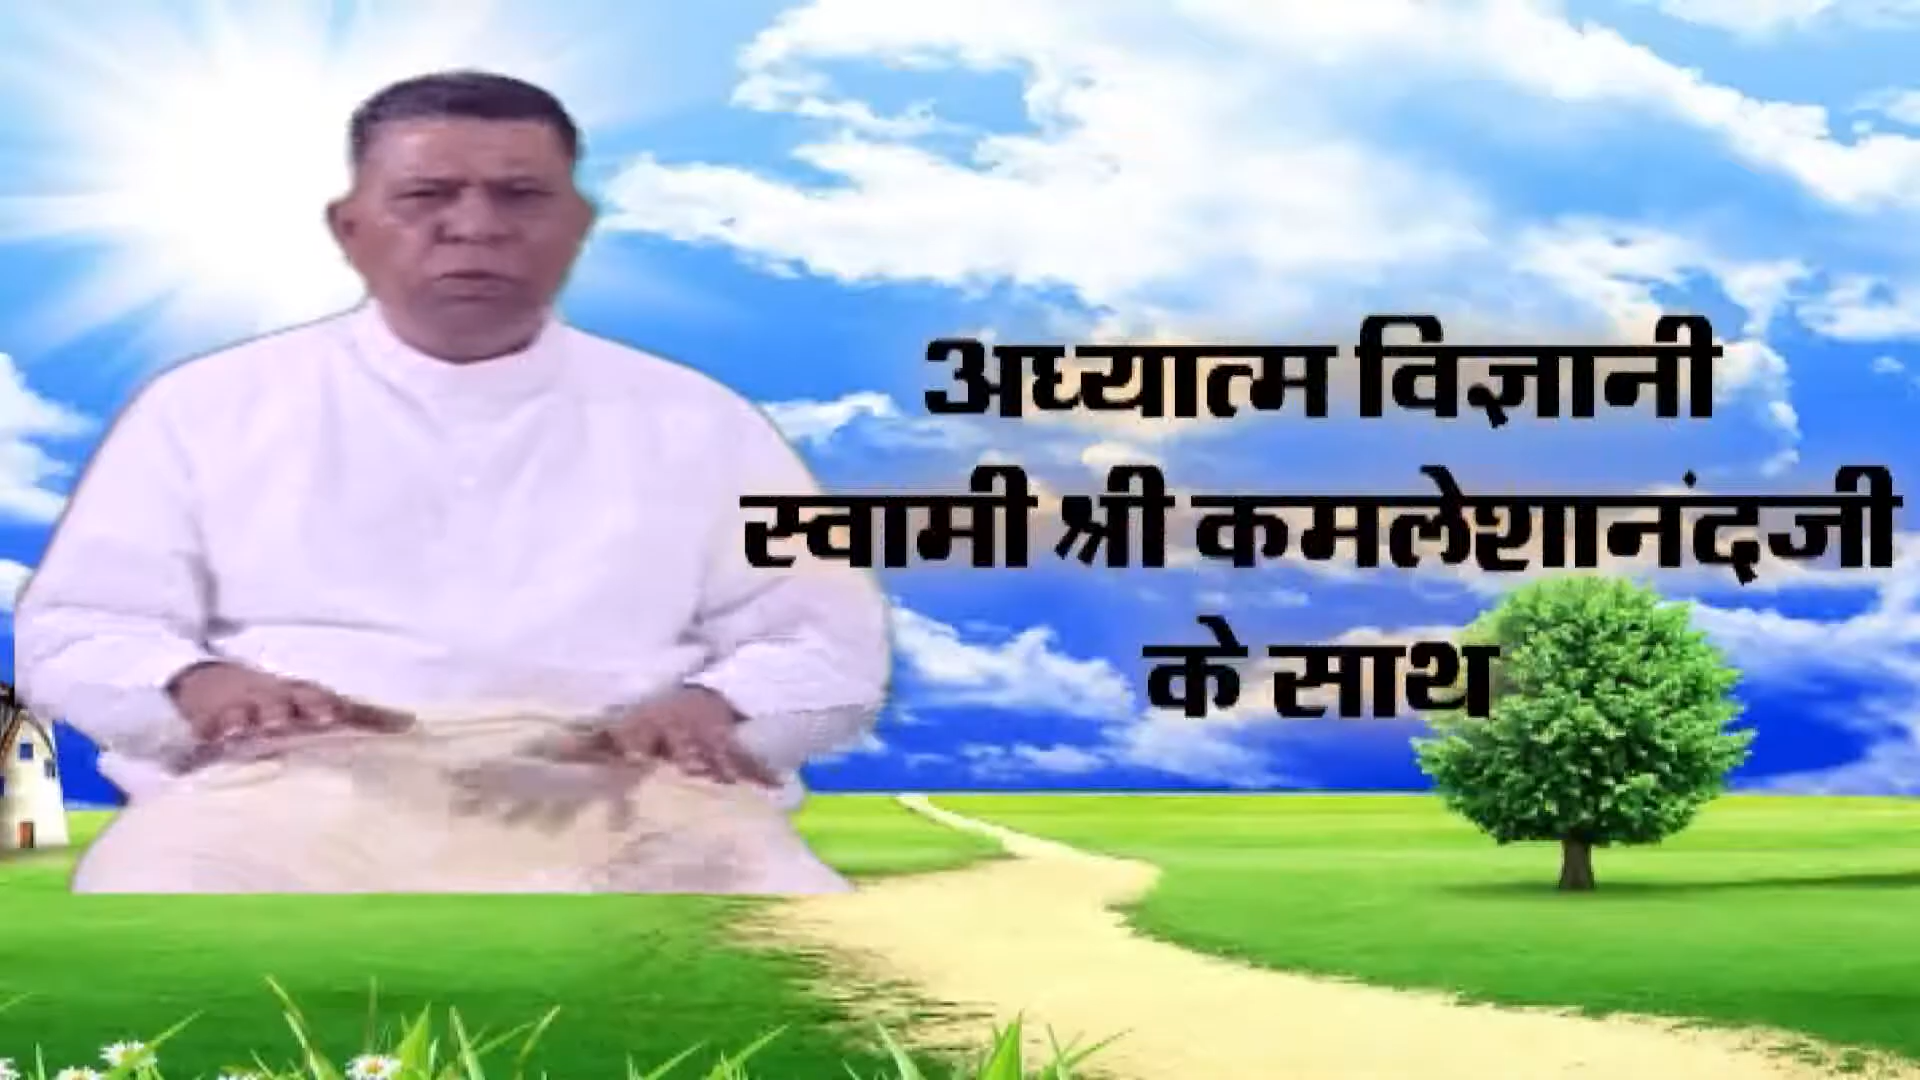 अध्यात्म विज्ञानी
स्वामी श्री कमलेशानंदजी
के साथ